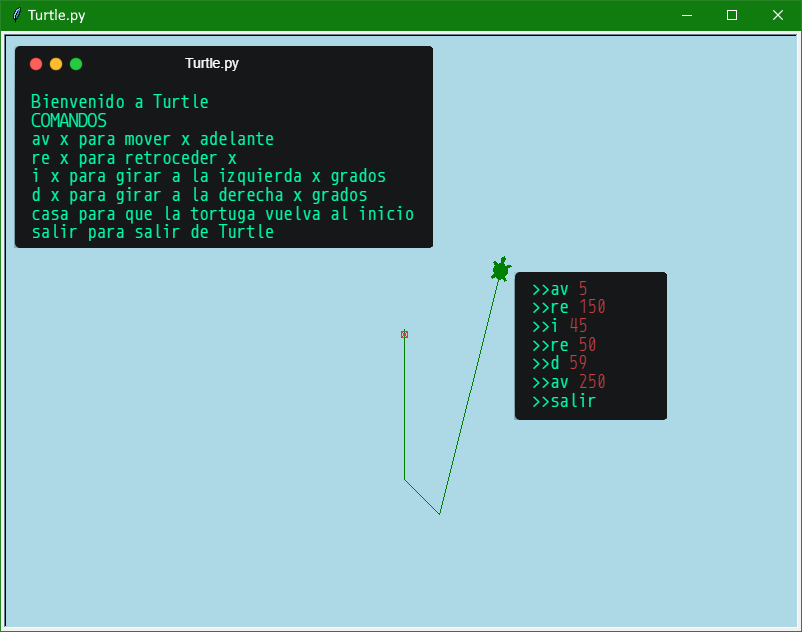 Turtle.py
Turtle.py
Bienvenido a Turtle
COMANDOS
av x para mover x adelante
re x para retroceder x
i x para girar a la izquierda x grados
d x para girar a la derecha x grados
casa para que la tortuga vuelva al inicio
salir para salir de Turtle
>>av 5
>>re 150
>>i 45
>>re 50
>>d 59
>>av 250
>>salir